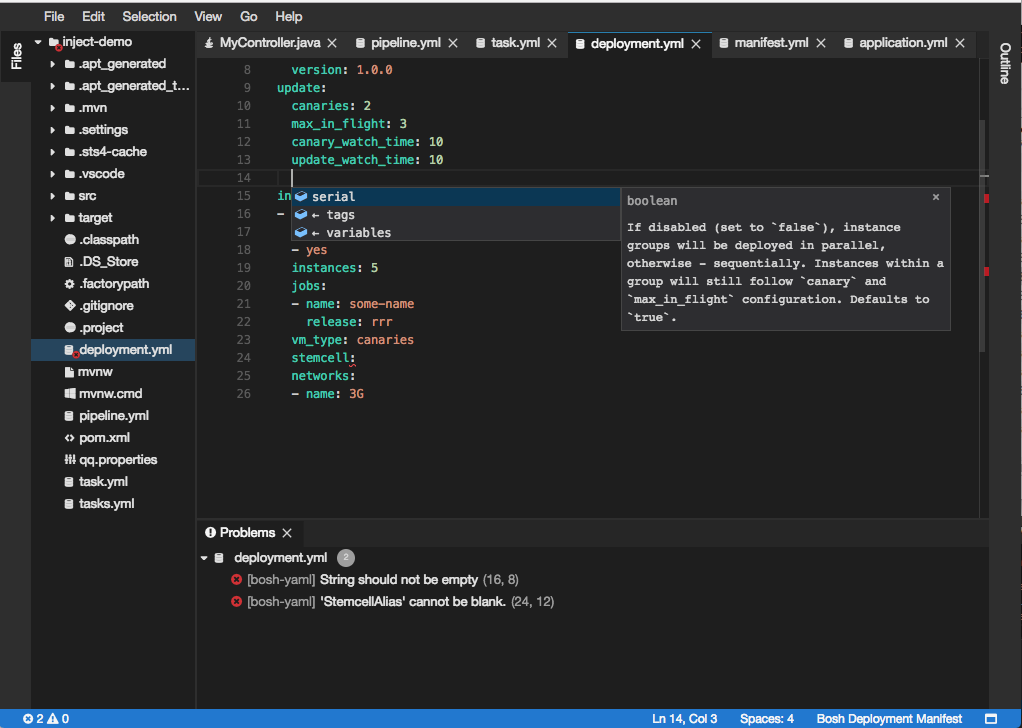 File Edit Selection View Go Help
Files
inject-demo
.apt_generated
.apt_generated_t...
.mvn
.settings
.sts4-cache
.vscode
src
target
.classpath
.DS_Store
.factorypath
.gitignore
.project
deployment.yml
mvnw
mvnw.cmd
pipeline.yml
pom.xml
qq.properties
task.yml
tasks.yml
MyController.java pipeline.yml task.yml deployment.yml manifest.yml application.yml
Outline
8 version: 1.0.0
9 update:
10 canaries: 2
11 max_in_flight: 3
12 canary_watch_time: 10
13 update_watch_time: 10
14
15 in
16 -
17
18 - yes
19 instances: 5
20 jobs:
21 - name: some-name
22 release: rrr
23 vm_type: canaries
24 stemcell:
25 networks:
26 - name: 3G
serial
← tags
← variables
boolean
If disabled (set to `false`), instance
groups will be deployed in parallel,
otherwise - sequentially. Instances within a
group will still follow `canary` and
`max_in_flight` configuration. Defaults to
`true`.
Problems
deployment.yml 2
[bosh-yaml] String should not be empty (16, 8)
[bosh-yaml] 'StemcellAlias' cannot be blank. (24, 12)
2 0 Ln 14, Col 3 Spaces: 4 Bosh Deployment Manifest